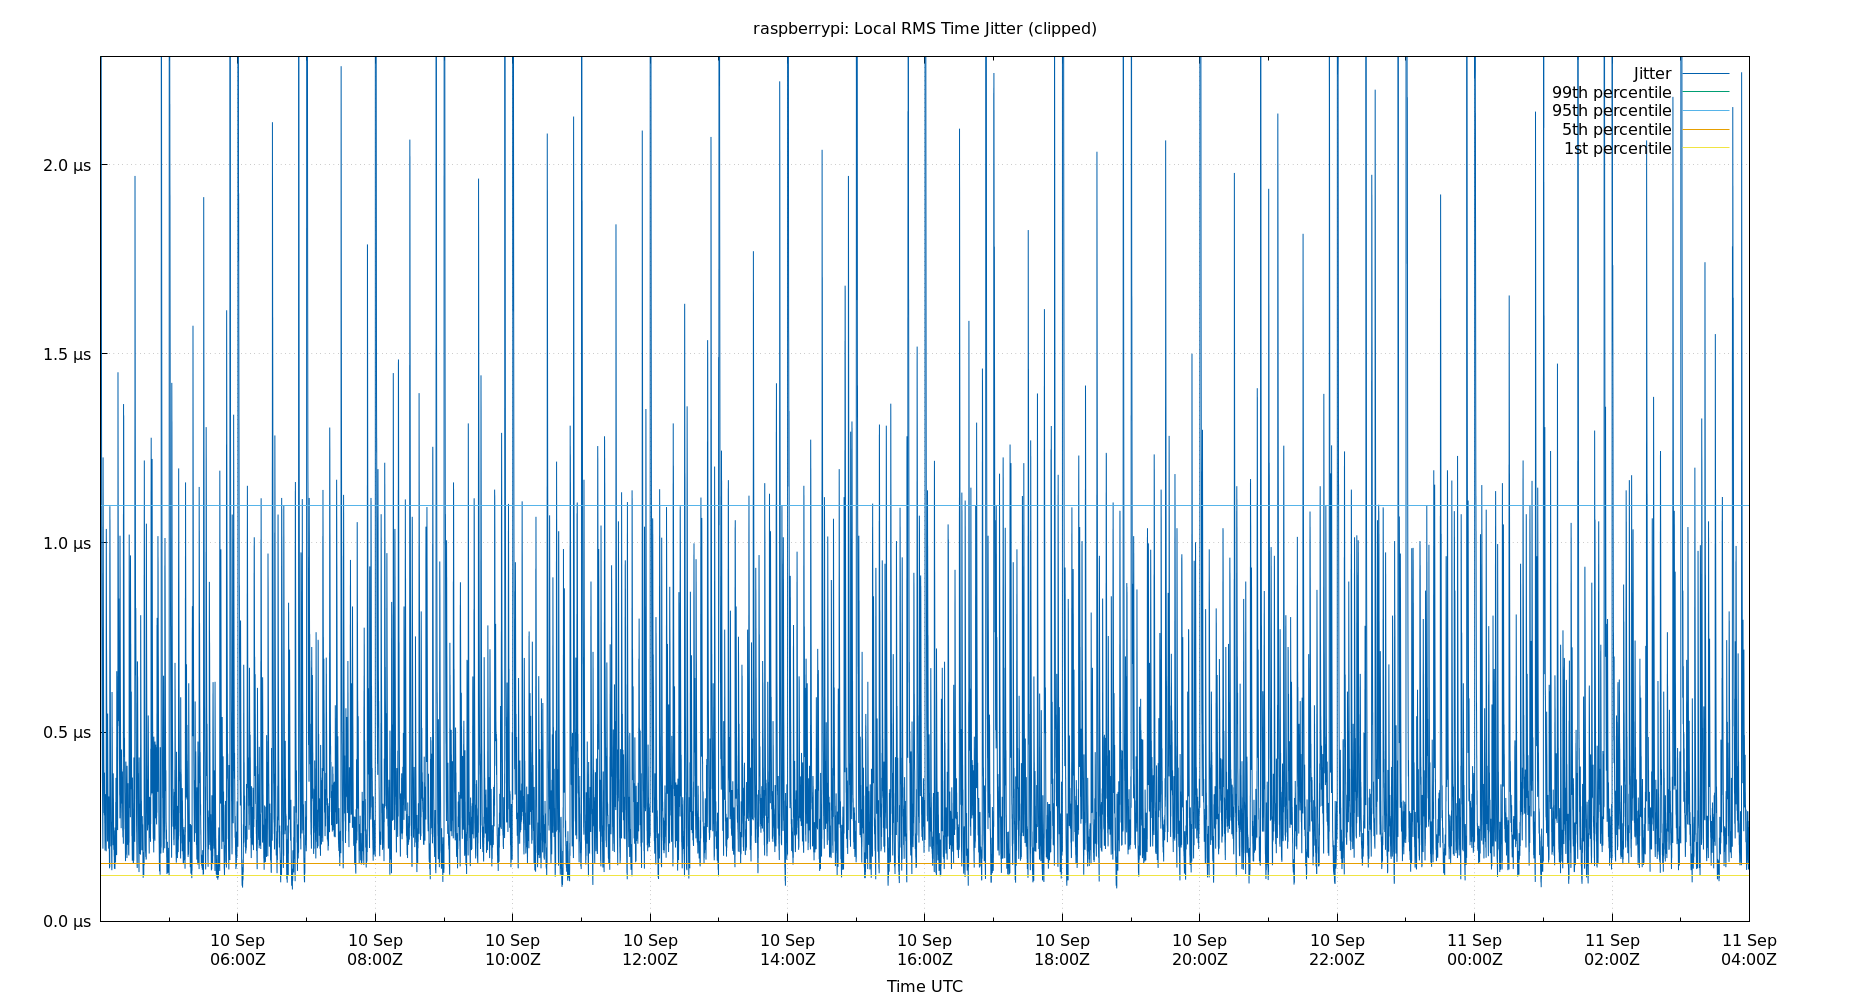 raspberrypi: Local RMS Time Jitter (clipped)
Jitter
99th percentile
95th percentile
5th percentile
1st percentile
2.0 µs
1.5 µs
1.0 µs
0.5 µs
0.0 µs
10 Sep 10 Sep 10 Sep 10 Sep 10 Sep 10 Sep 10 Sep 10 Sep 10 Sep 11 Sep 11 Sep 11 Sep
06:00Z 08:00Z 10:00Z 12:00Z 14:00Z 16:00Z 18:00Z 20:00Z 22:00Z 00:00Z 02:00Z 04:00Z
Time UTC